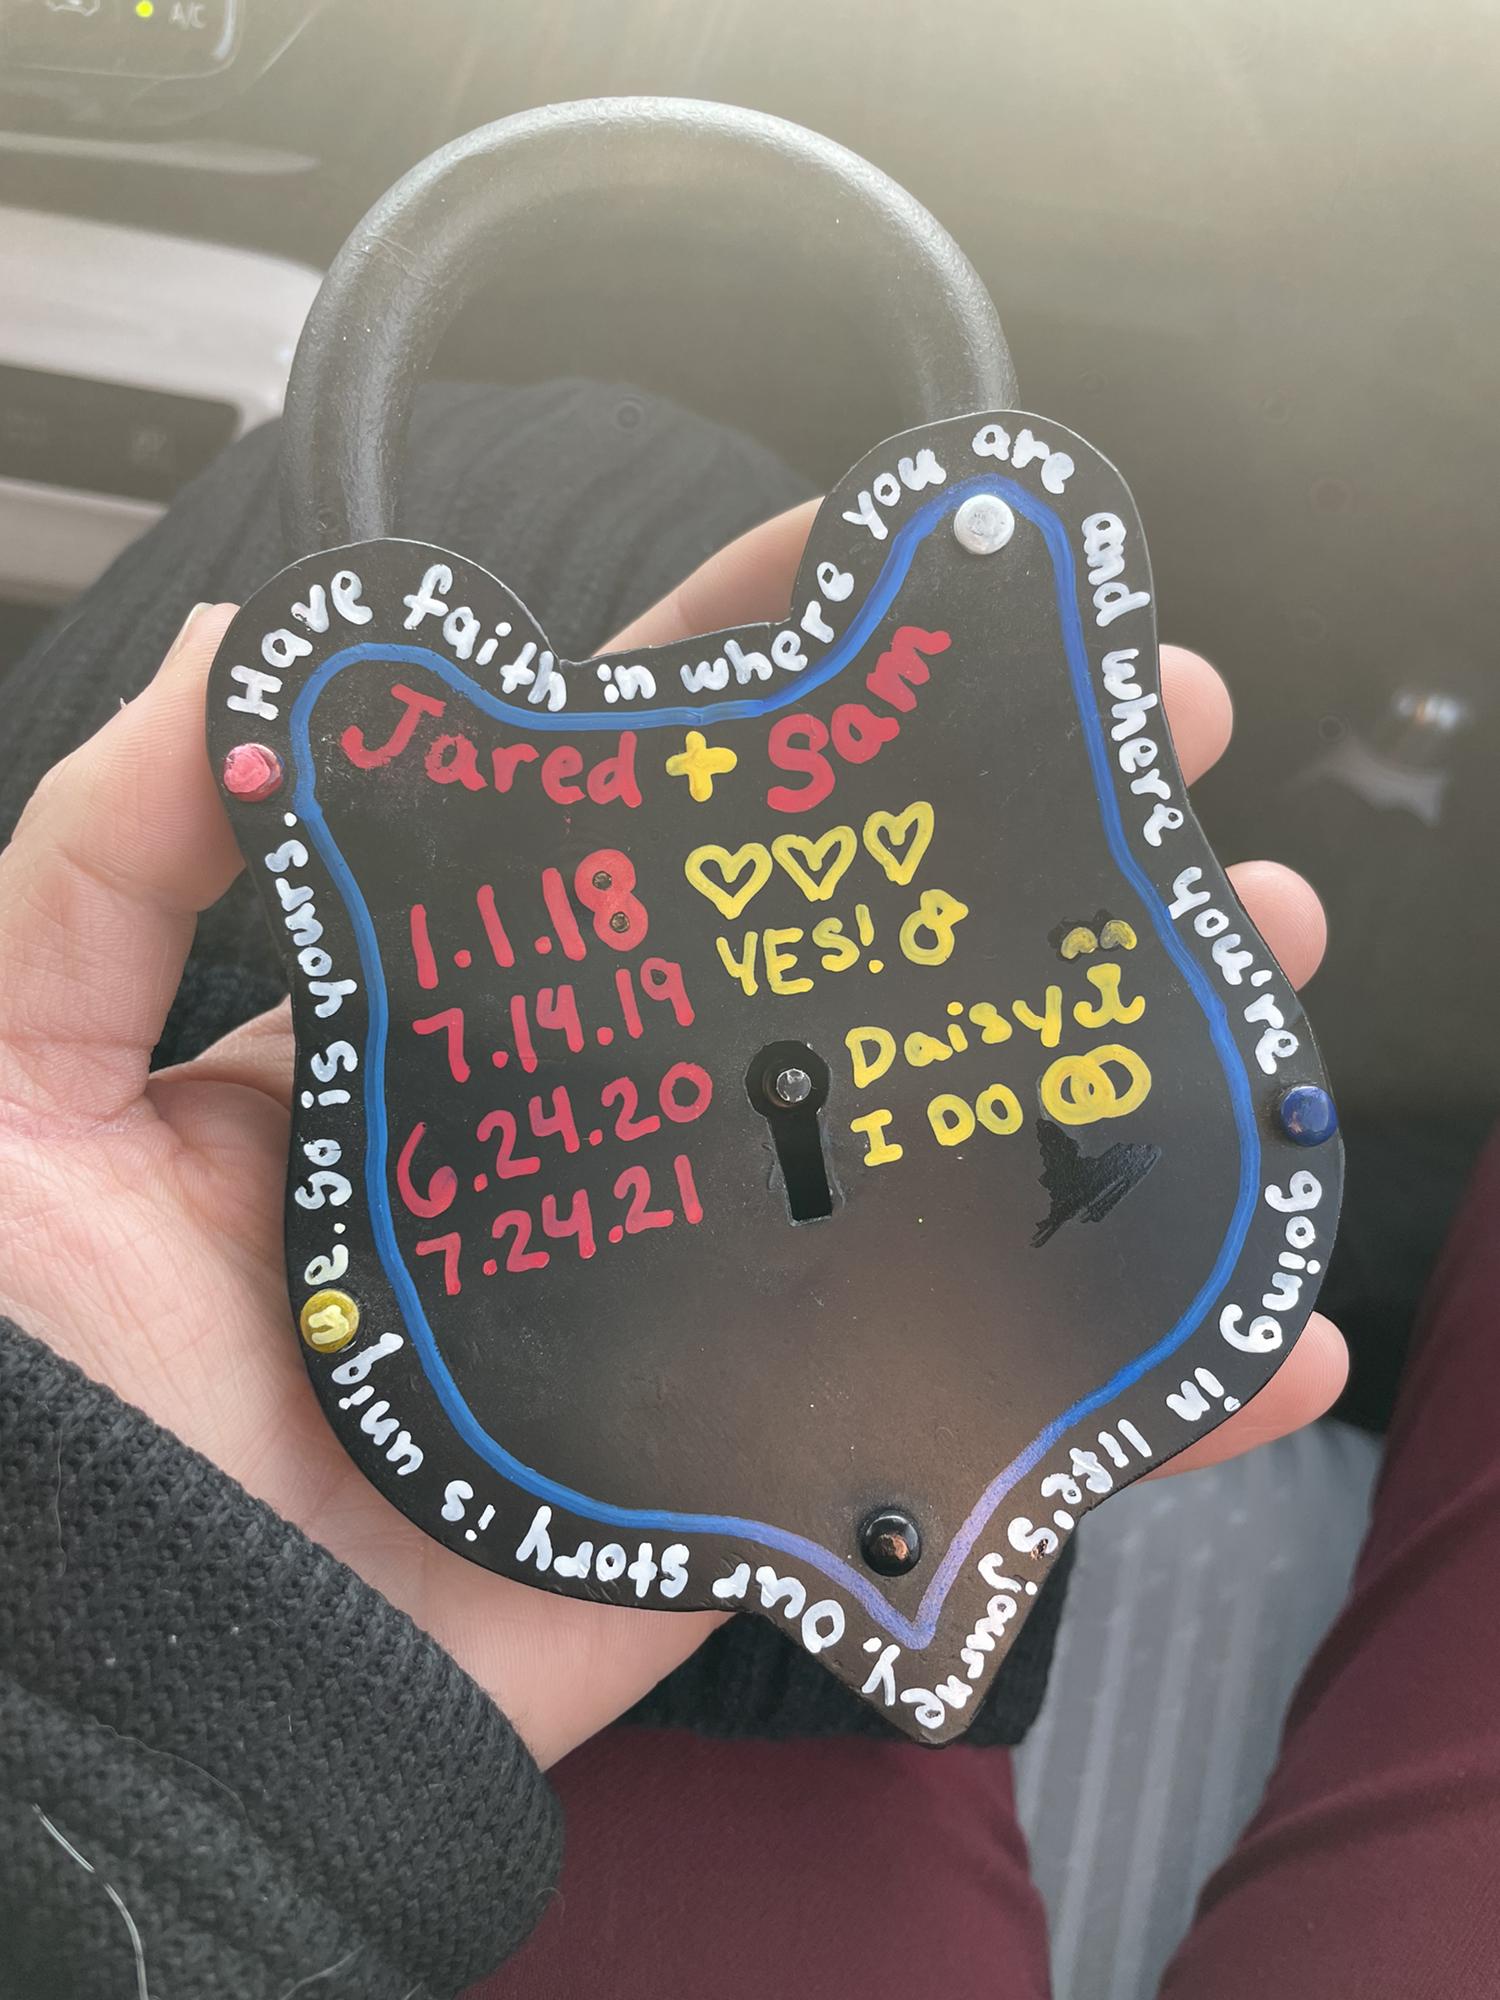 A/C
Have faith in where you are and where you're going in life's journey. Our story is unique. So is yours.
Jared + Sam
1.1.18 ♡♡♡
7.14.19 YES!
6.24.20 Daisy
7.24.21 I DO